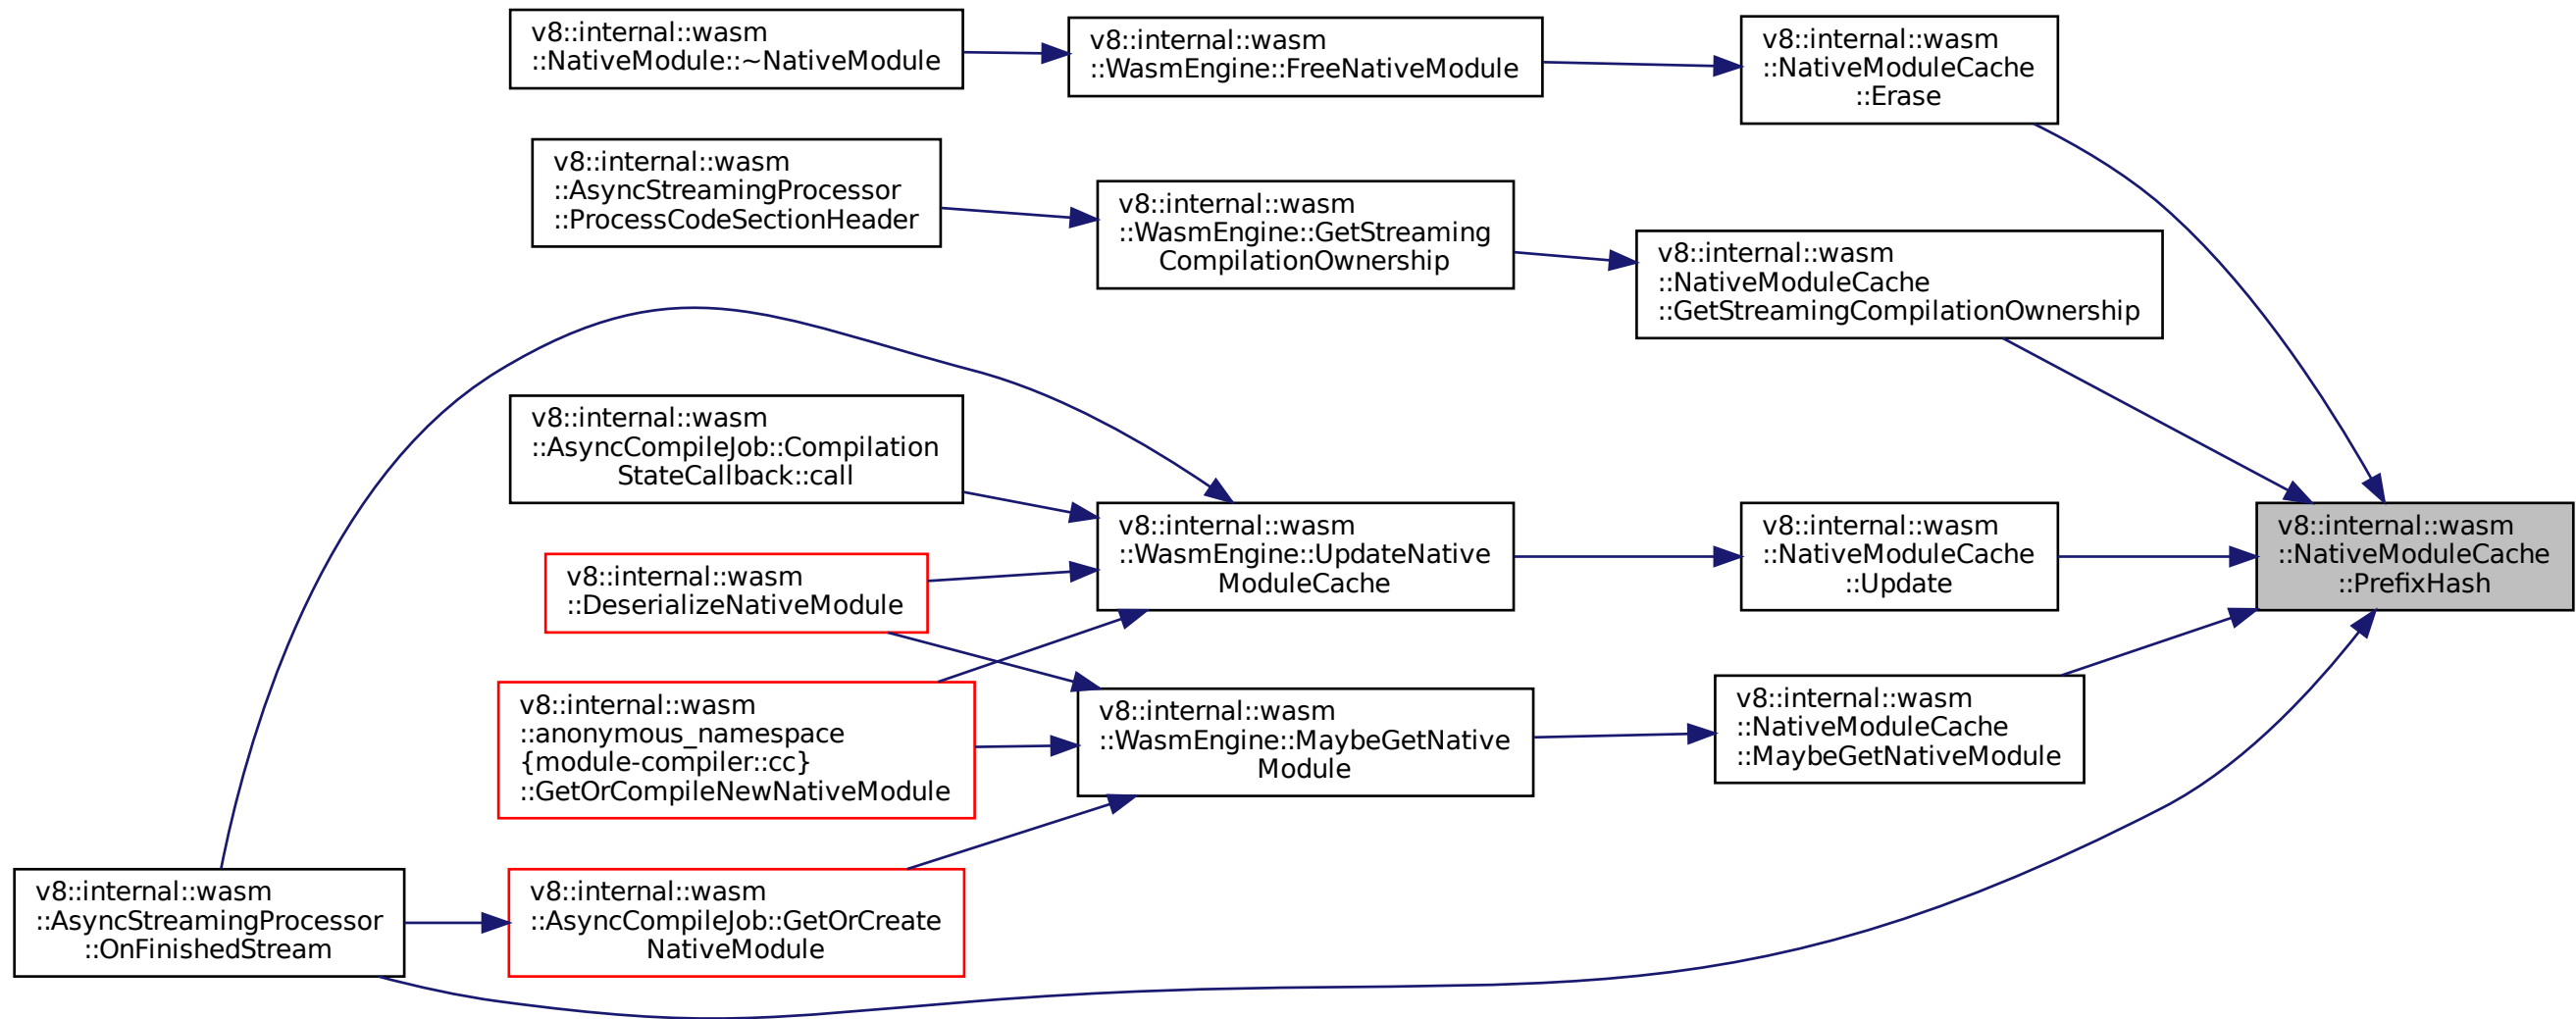 v8::internal::wasm
::NativeModule::~NativeModule
v8::internal::wasm
::WasmEngine::FreeNativeModule
v8::internal::wasm
::NativeModuleCache
::Erase
v8::internal::wasm
::AsyncStreamingProcessor
::ProcessCodeSectionHeader
v8::internal::wasm
::WasmEngine::GetStreaming
CompilationOwnership
v8::internal::wasm
::NativeModuleCache
::GetStreamingCompilationOwnership
v8::internal::wasm
::AsyncCompileJob::Compilation
StateCallback::call
v8::internal::wasm
::DeserializeNativeModule
v8::internal::wasm
::WasmEngine::UpdateNative
ModuleCache
v8::internal::wasm
::NativeModuleCache
::Update
v8::internal::wasm
::NativeModuleCache
::PrefixHash
v8::internal::wasm
::anonymous_namespace
{module-compiler::cc}
::GetOrCompileNewNativeModule
v8::internal::wasm
::WasmEngine::MaybeGetNative
Module
v8::internal::wasm
::NativeModuleCache
::MaybeGetNativeModule
v8::internal::wasm
::AsyncStreamingProcessor
::OnFinishedStream
v8::internal::wasm
::AsyncCompileJob::GetOrCreate
NativeModule